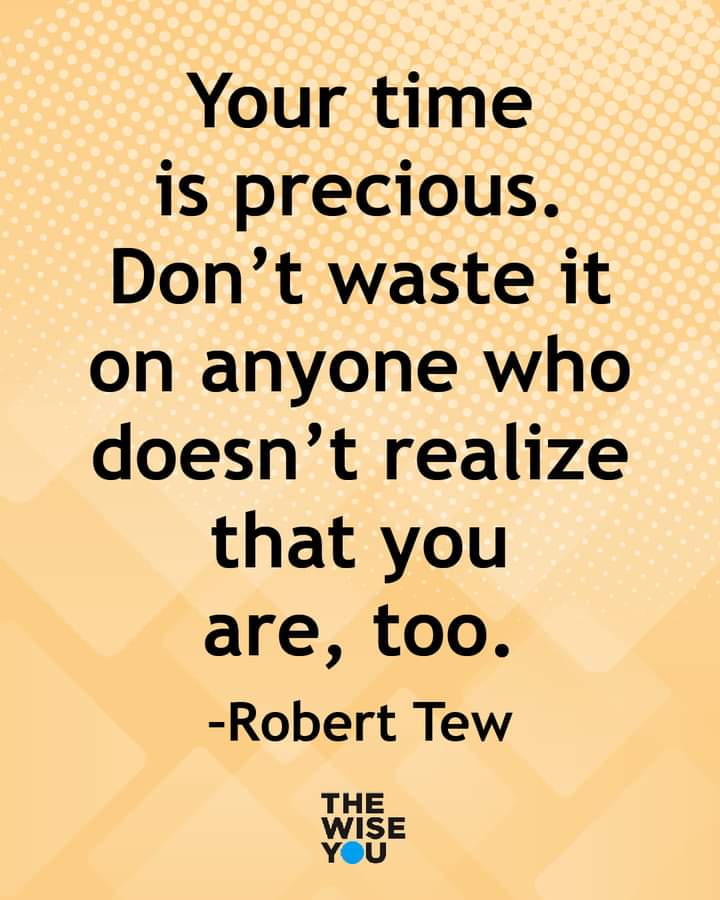 Your time
is precious.
Don’t waste it
on anyone who
doesn’t realize
that you
are, too.
-Robert Tew
THE
WISE
YOU